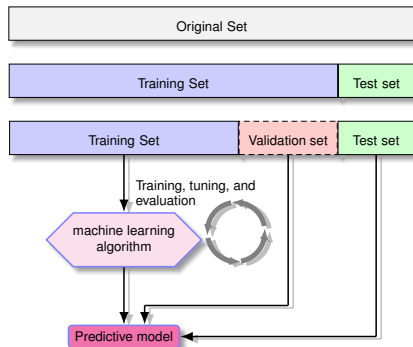 Original Set
Training Set
Test set
Training Set
Validation set
Test set
Training, tuning, and
evaluation
machine learning
algorithm
Predictive model